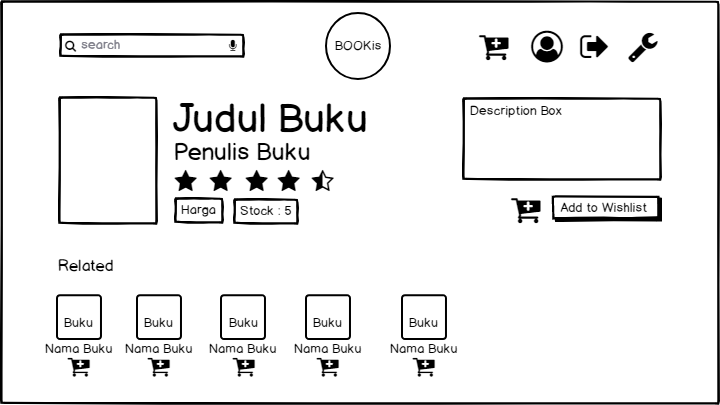 search
BOOKis
Judul Buku
Penulis Buku
Harga
Stock : 5
Description Box
Add to Wishlist
Related
Buku
Buku
Buku
Buku
Buku
Nama Buku
Nama Buku
Nama Buku
Nama Buku
Nama Buku